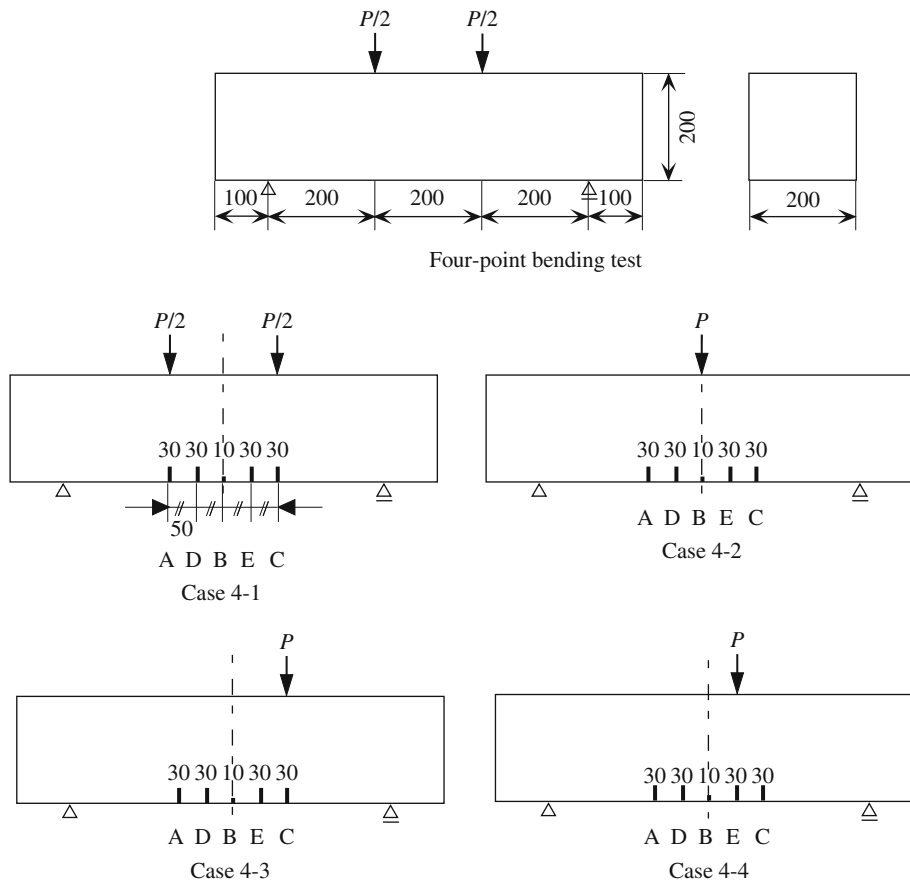 P/2 P/2
200
100 200 200 200 100
200
Four-point bending test
P/2 P/2
30 30 10 30 30
50
A D B E C
Case 4-1
P
30 30 10 30 30
A D B E C
Case 4-2
P
30 30 10 30 30
A D B E C
Case 4-3
P
30 30 10 30 30
A D B E C
Case 4-4